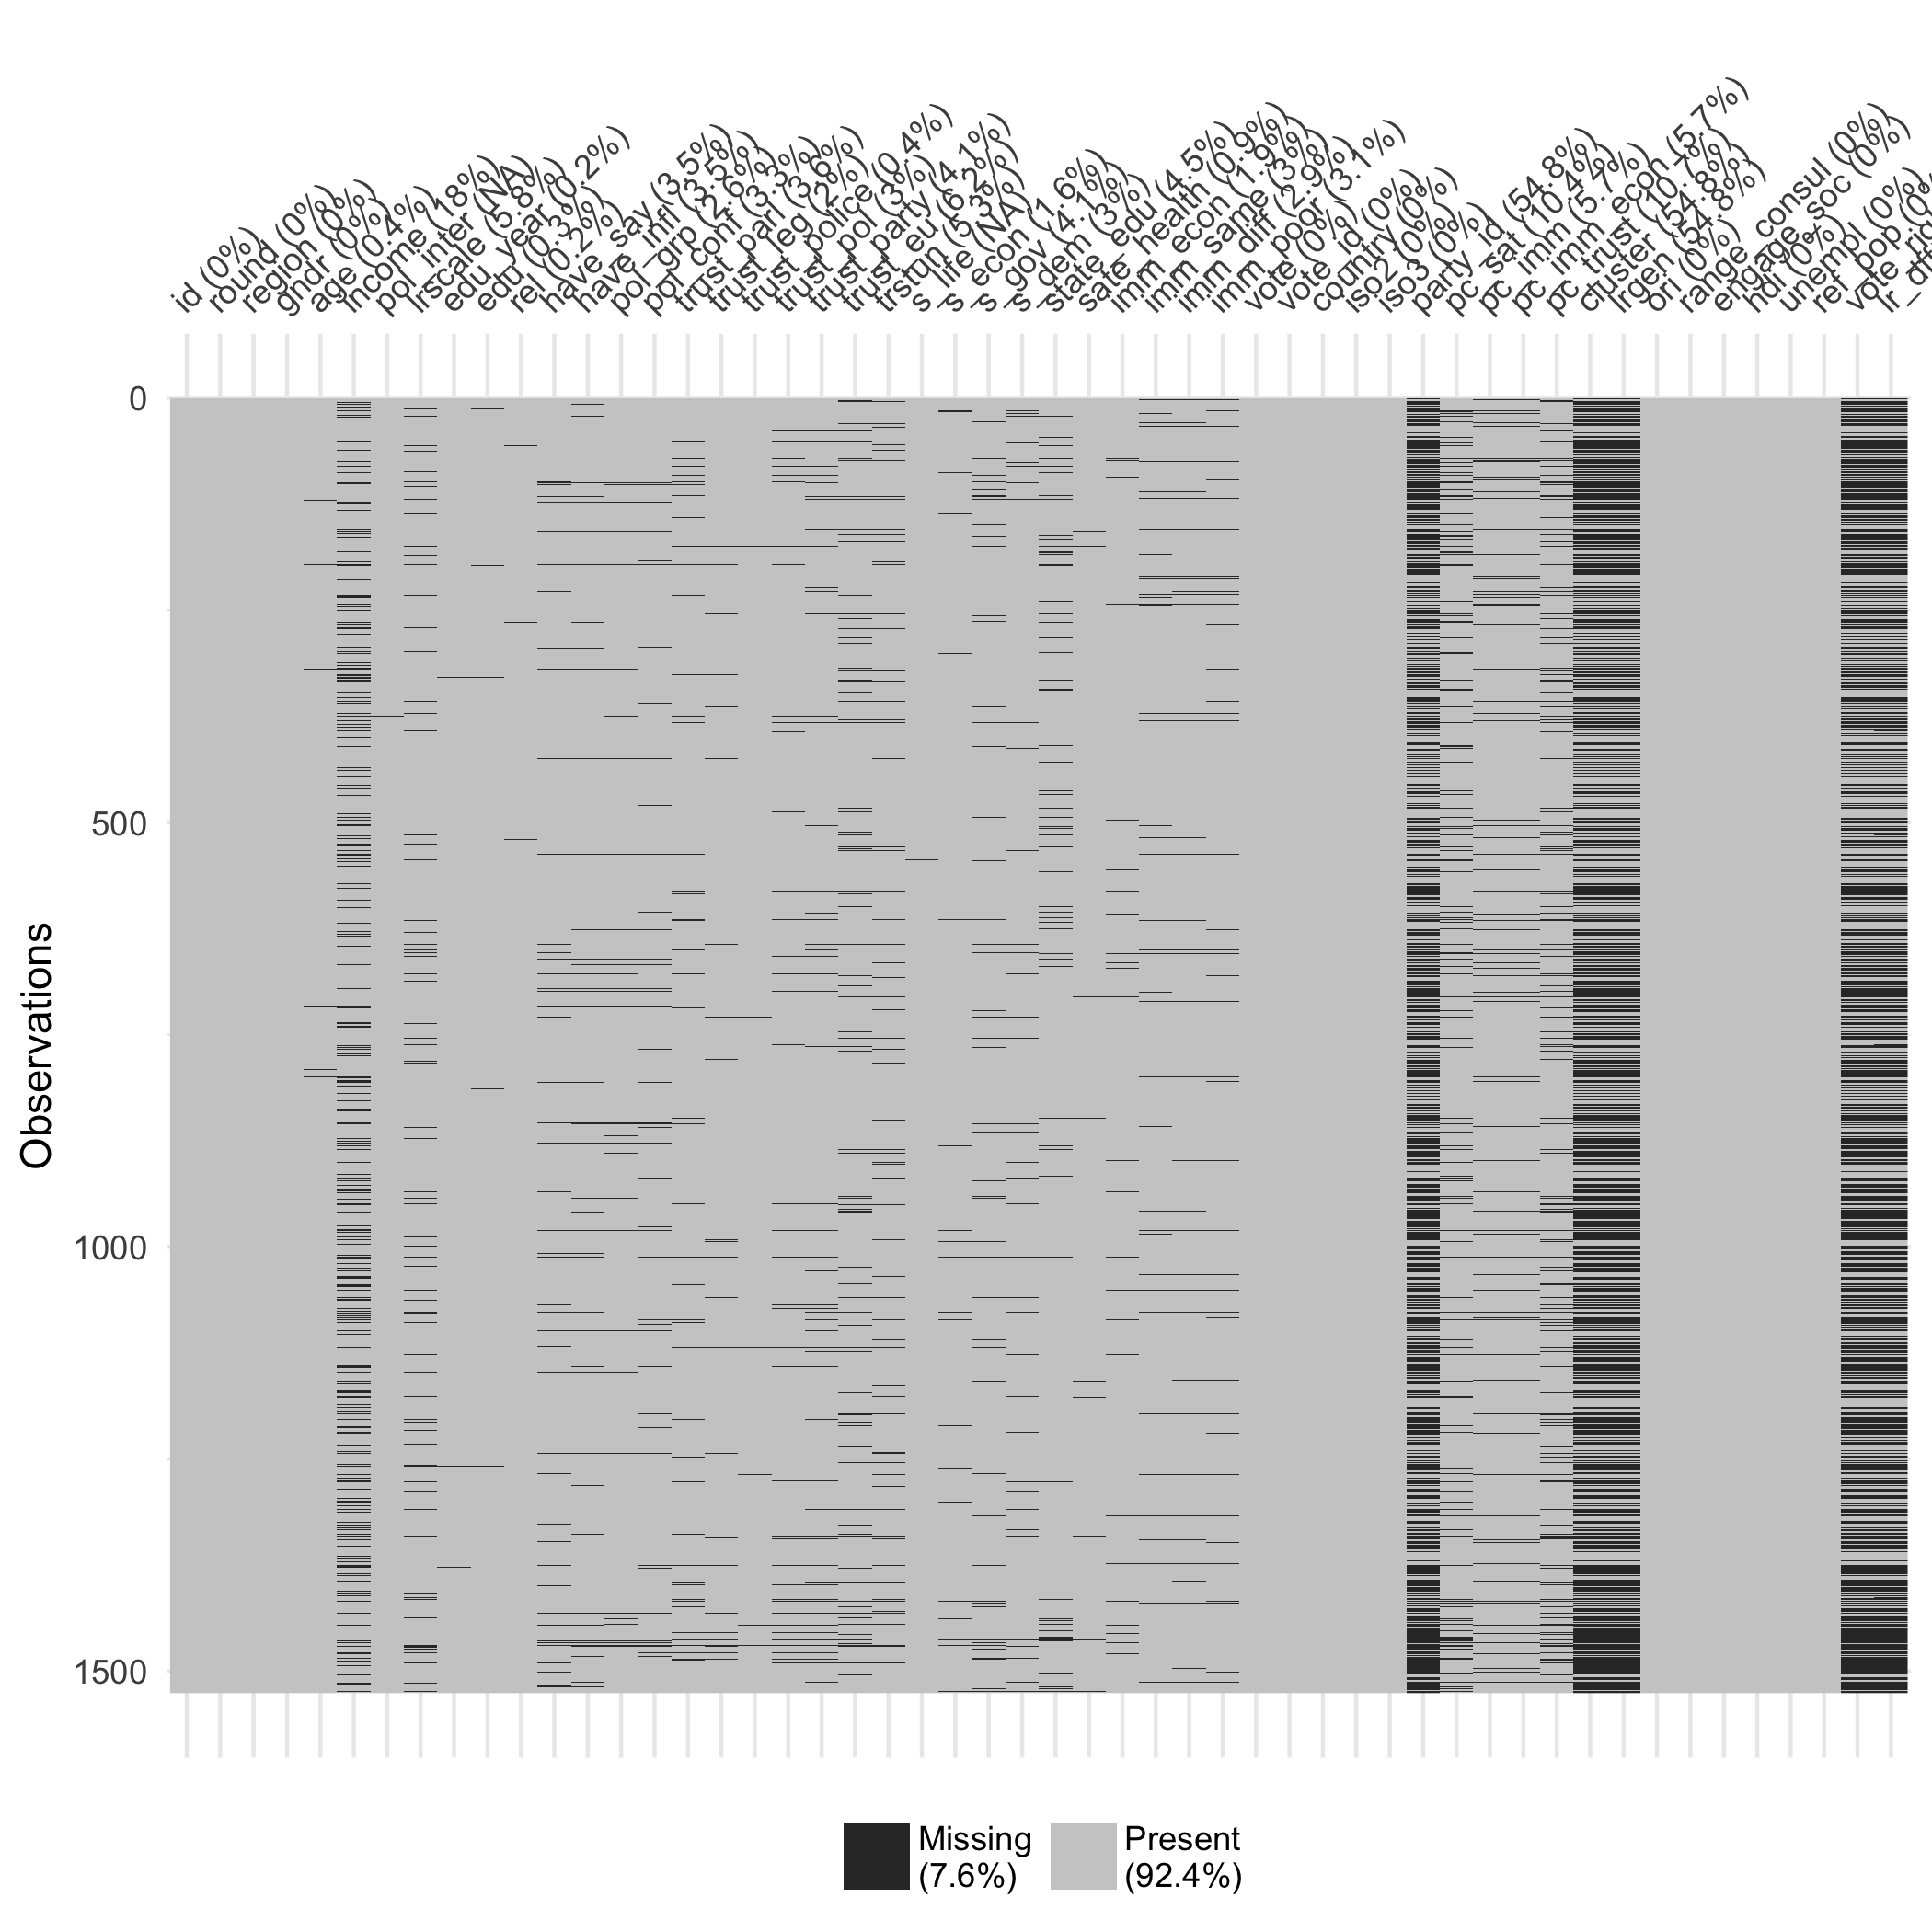 id (0%)
round (0%)
region (0%)
gndr (0%)
age (0.4%)
income (18%)
pol_inter (NA)
lrscale (5.8%)
edu_year (0.2%)
edu (0.3%)
rel (0.2%)
have_say (3.5%)
have_infl (3.5%)
pol_grp (2.6%)
pol_conf (3.3%)
trust_parl (3.6%)
trust_leg (2%)
trust_police (0.4%)
trust_pol (3%)
trust_party (4.1%)
trust_eu (6.2%)
trstun (5.3%)
s_life (NA)
s_econ (1.6%)
s_gov (4.1%)
s_dem (3%)
state_edu (4.5%)
sate_health (0.9%)
imm_econ (1.9%)
imm_same (3%)
imm_diff (2.9%)
imm_poor (3.1%)
vote (0%)
vote_id (0%)
country (0%)
iso2 (0%)
iso3 (0%)
party_id (54.8%)
pc_sat (10.4%)
pc_imm (5.7%)
pc_imm_econ (5.7%)
pc_trust (10.7%)
cluster (54.8%)
lrgen (54.8%)
ori (0%)
range_consul (0%)
engage_soc (0%)
hdi (0%)
unempl (0%)
ref_pop (0
0
500
1000
1500
Observations
Missing
(7.6%)
Present
(92.4%)